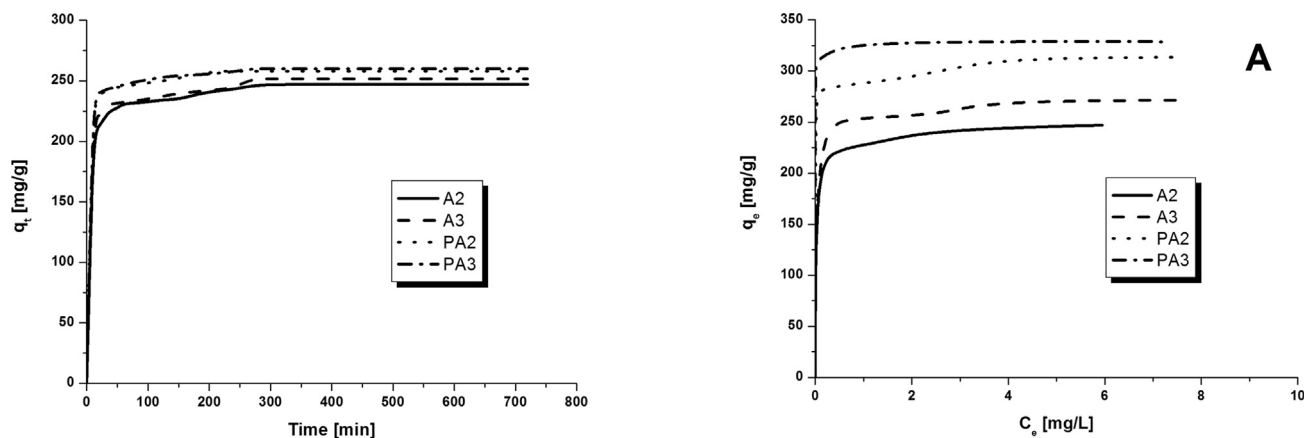 300
250
200
150
100
50
0
q_t [mg/g]
0 100 200 300 400 500 600 700 800
Time [min]
A2
A3
PA2
PA3
350
300
250
200
150
100
50
0
q_e [mg/g]
0 2 4 6 8 10
C_e [mg/L]
A2
A3
PA2
PA3
A